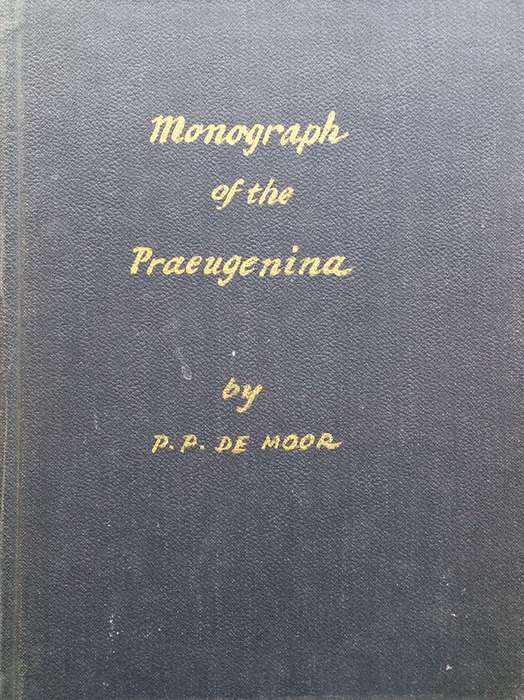 Monograph
of the
Praeugenina
by
P. P. DE MOOR